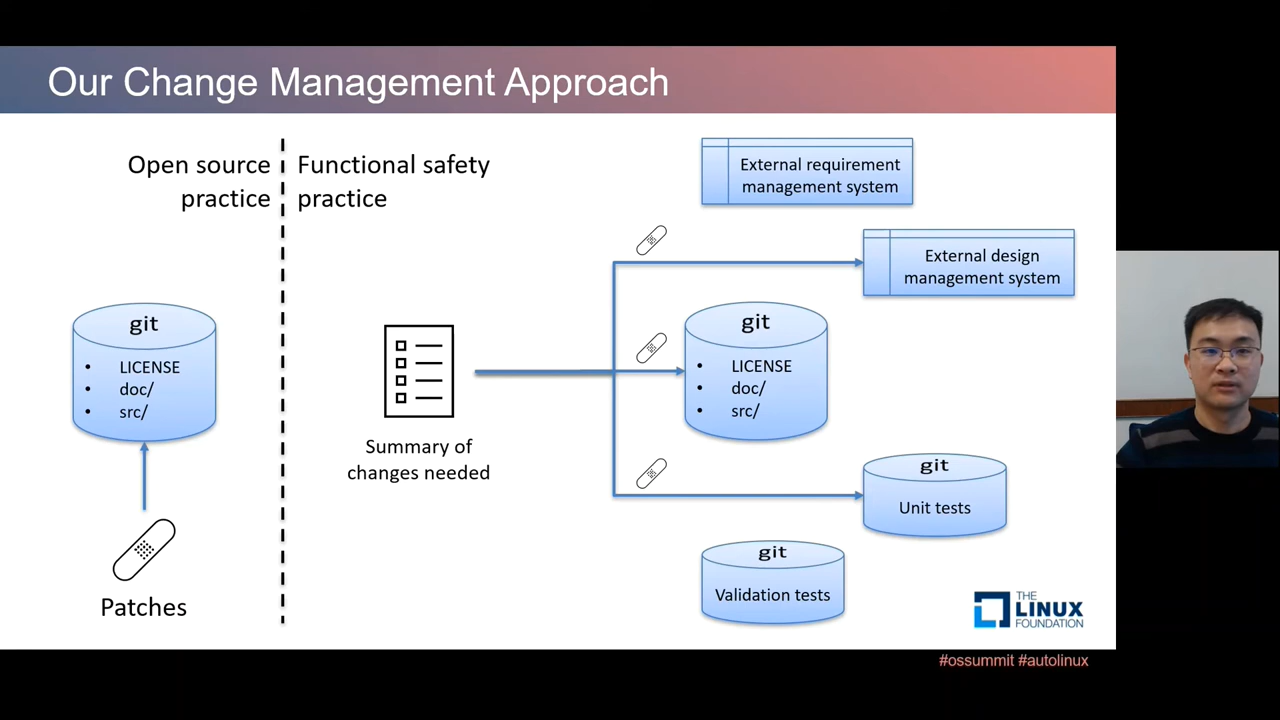 Our Change Management Approach
Open source
practice
Functional safety
practice
External requirement
management system
External design
management system
git
• LICENSE
• doc/
• src/
Patches
Summary of
changes needed
git
• LICENSE
• doc/
• src/
git
Unit tests
git
Validation tests
THE
LINUX
FOUNDATION
#ossummit #autolinux